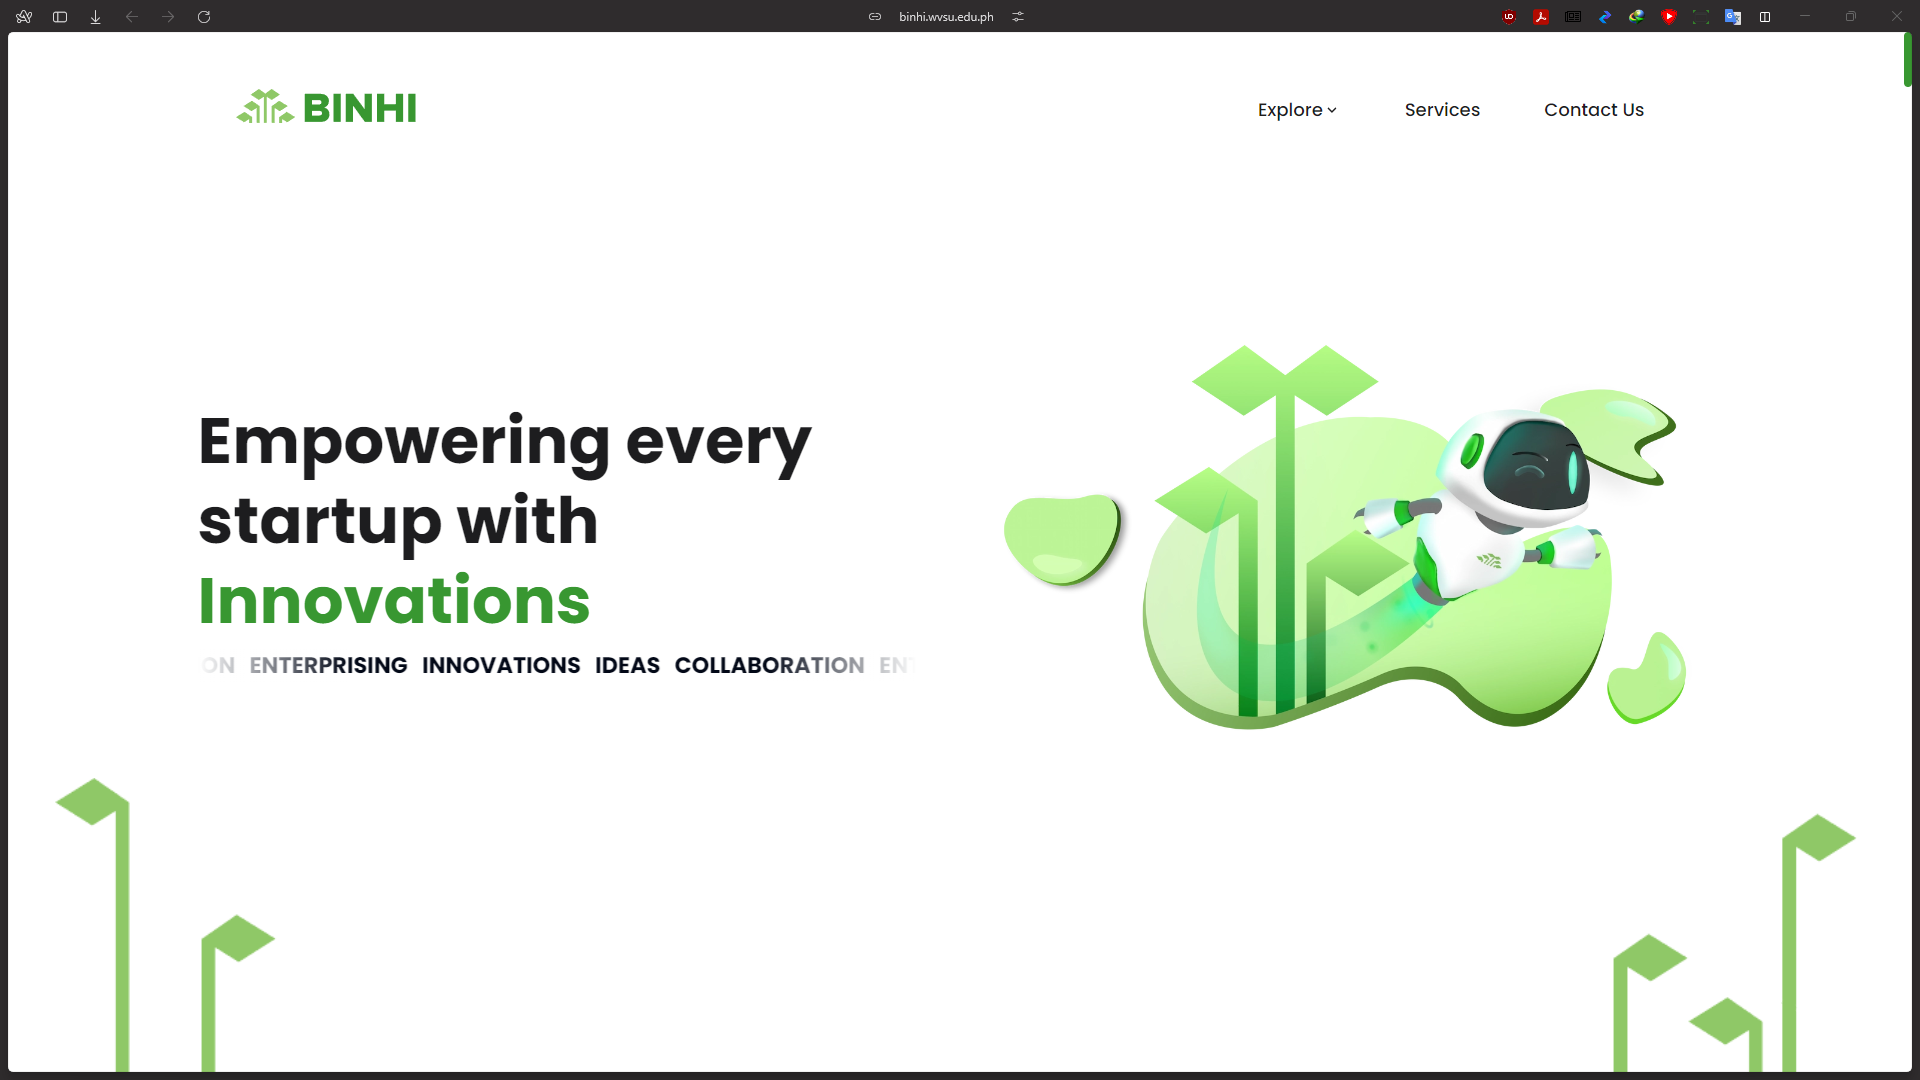 binhi.wvsu.edu.ph
BINHI
Explore
Services
Contact Us
Empowering every
startup with
Innovations
ON ENTERPRISING INNOVATIONS IDEAS COLLABORATION EN